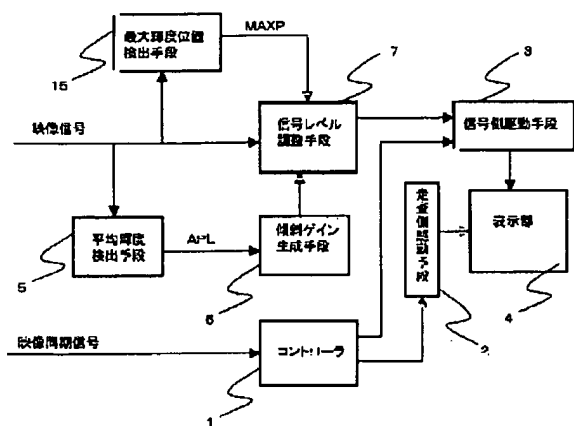 最大輝度位置
検出手段
MAXP
15
7
3
映像信号
信号レベル
調整手段
信号側駆動手段
走査側駆動手段
表示部
平均輝度
検出手段
APL
傾斜ゲイン
生成手段
5
6
4
2
映像同期信号
コントローラ
1